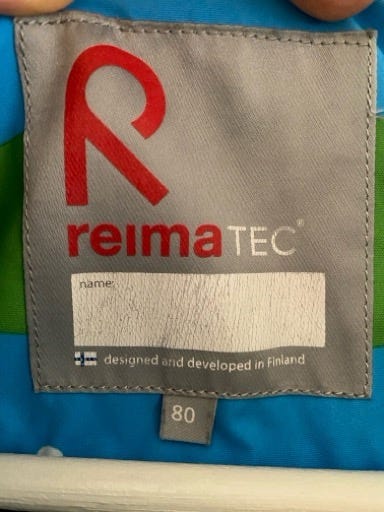 reima TEC®
name:
designed and developed in Finland
80